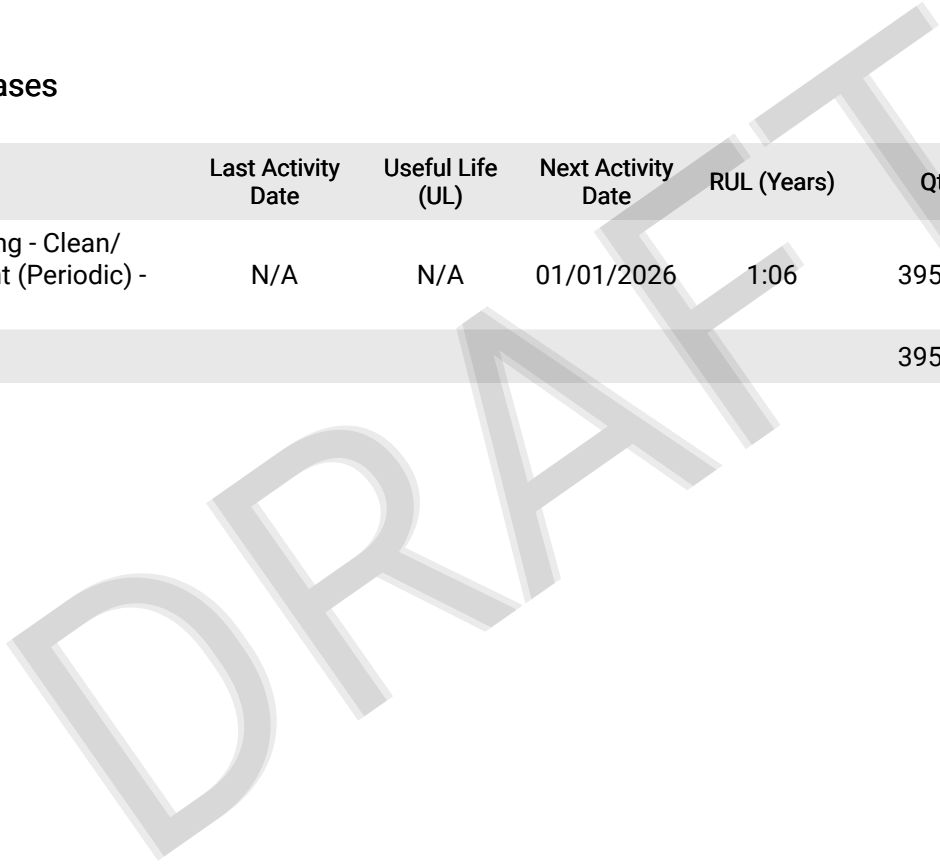 ases
Last Activity Useful Life Next Activity RUL (Years) Qt
Date (UL) Date
ng - Clean/
t (Periodic) - N/A N/A 01/01/2026 1:06 395
395
DRAFT